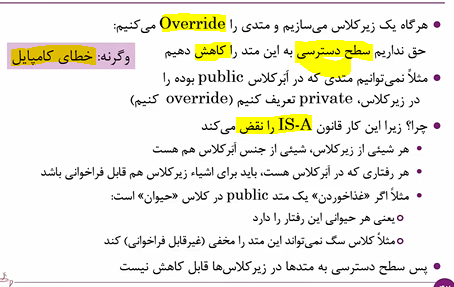 هرگاه یک زیرکلاس می‌سازیم و متدی را Override می‌کنیم:
حق نداریم سطح دسترسی به این متد را کاهش دهیم
وگرنه: خطای کامپایل
مثلاً نمی‌توانیم متدی که در اَبَرکلاس public بوده را
در زیرکلاس، private تعریف کنیم (override کنیم)
چرا؟ زیرا این کار قانون IS-A را نقض می‌کند
هر شیئی از زیرکلاس، شیئی از جنس اَبَرکلاس هم هست
هر رفتاری که در اَبَرکلاس هست، باید برای اشیاء زیرکلاس هم قابل فراخوانی باشد
مثلاً اگر «غذاخوردن» یک متد public در کلاس «حیوان» است:
یعنی هر حیوانی این رفتار را دارد
مثلاً کلاس سگ نمی‌تواند این متد را مخفی (غیرقابل فراخوانی) کند
پس سطح دسترسی به متدها در زیرکلاس‌ها قابل کاهش نیست